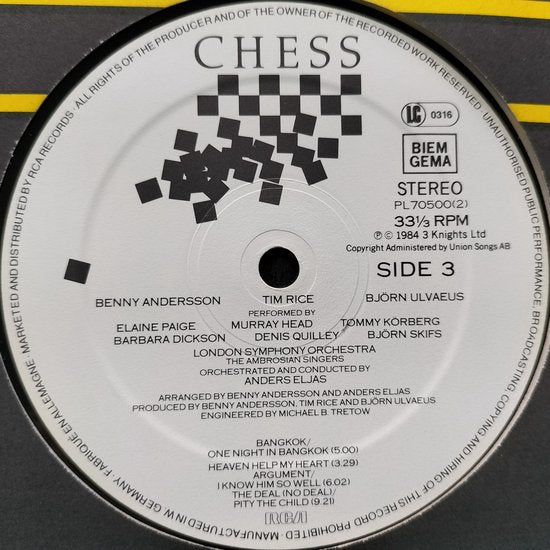 CHESS
LC 0316
BIEM
GEMA
STEREO
PL70500(2)
33⅓ RPM
Ⓟ © 1984 3 Knights Ltd
Copyright Administered by Union Songs AB
SIDE 3
BENNY ANDERSSON TIM RICE BJÖRN ULVAEUS
PERFORMED BY
ELAINE PAIGE MURRAY HEAD TOMMY KÖRBERG
BARBARA DICKSON DENIS QUILLEY BJÖRN SKIFS
LONDON SYMPHONY ORCHESTRA
THE AMBROSIAN SINGERS
ORCHESTRATED AND CONDUCTED BY
ANDERS ELJAS
ARRANGED BY BENNY ANDERSSON AND ANDERS ELJAS
PRODUCED BY BENNY ANDERSSON, TIM RICE AND BJÖRN ULVAEUS
ENGINEERED BY MICHAEL B. TRETOW
BANGKOK/
ONE NIGHT IN BANGKOK (5.00)
HEAVEN HELP MY HEART (3.29)
ARGUMENT/
I KNOW HIM SO WELL (6.02)
THE DEAL (NO DEAL)/
PITY THE CHILD (9.21)
RCA
MANUFACTURED IN W. GERMANY · FABRIQUE EN ALLEMAGNE · MARKETED AND DISTRIBUTED BY RCA RECORDS · ALL RIGHTS OF THE PRODUCER AND OF THE OWNER OF THE RECORDED WORK RESERVED · UNAUTHORISED PUBLIC PERFORMANCE, BROADCASTING, COPYING AND HIRING OF THIS RECORD PROHIBITED ·